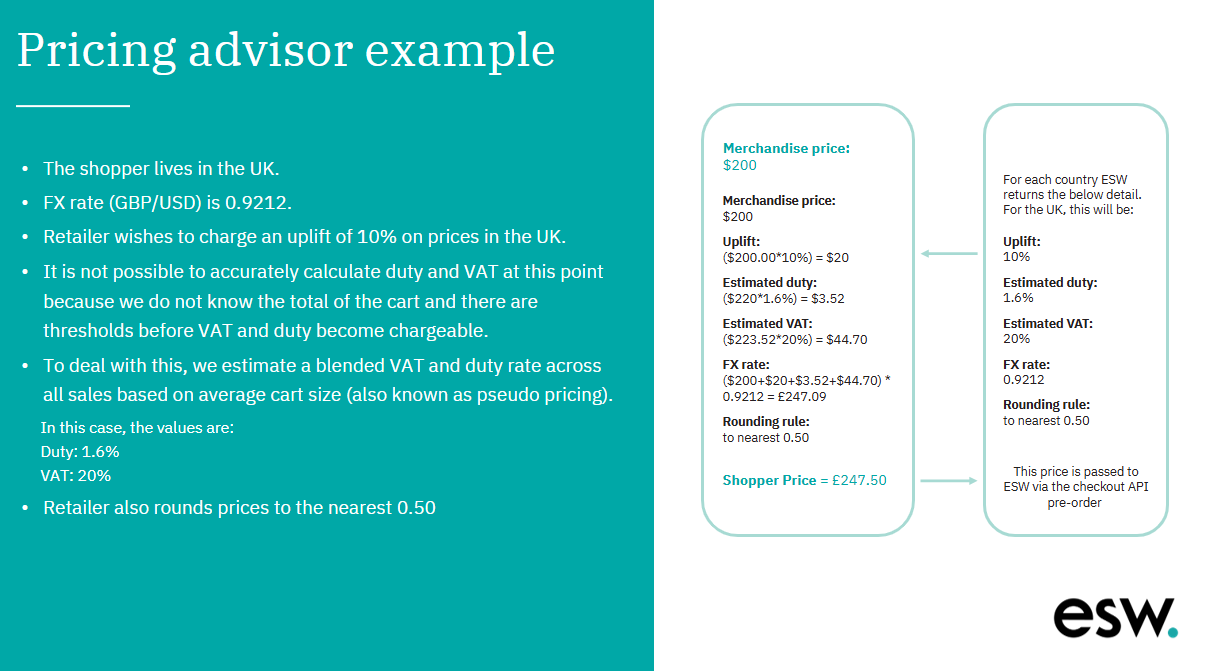 Pricing advisor example
• The shopper lives in the UK.
• FX rate (GBP/USD) is 0.9212.
• Retailer wishes to charge an uplift of 10% on prices in the UK.
• It is not possible to accurately calculate duty and VAT at this point
because we do not know the total of the cart and there are
thresholds before VAT and duty become chargeable.
• To deal with this, we estimate a blended VAT and duty rate across
all sales based on average cart size (also known as pseudo pricing).
In this case, the values are:
Duty: 1.6%
VAT: 20%
• Retailer also rounds prices to the nearest 0.50
Merchandise price:
$200
Merchandise price:
$200
Uplift:
($200.00*10%) = $20
Estimated duty:
($220*1.6%) = $3.52
Estimated VAT:
($223.52*20%) = $44.70
FX rate:
($200+$20+$3.52+$44.70) *
0.9212 = £247.09
Rounding rule:
to nearest 0.50
Shopper Price = £247.50
For each country ESW
returns the below detail.
For the UK, this will be:
Uplift:
10%
Estimated duty:
1.6%
Estimated VAT:
20%
FX rate:
0.9212
Rounding rule:
to nearest 0.50
This price is passed to
ESW via the checkout API
pre-order
esw.